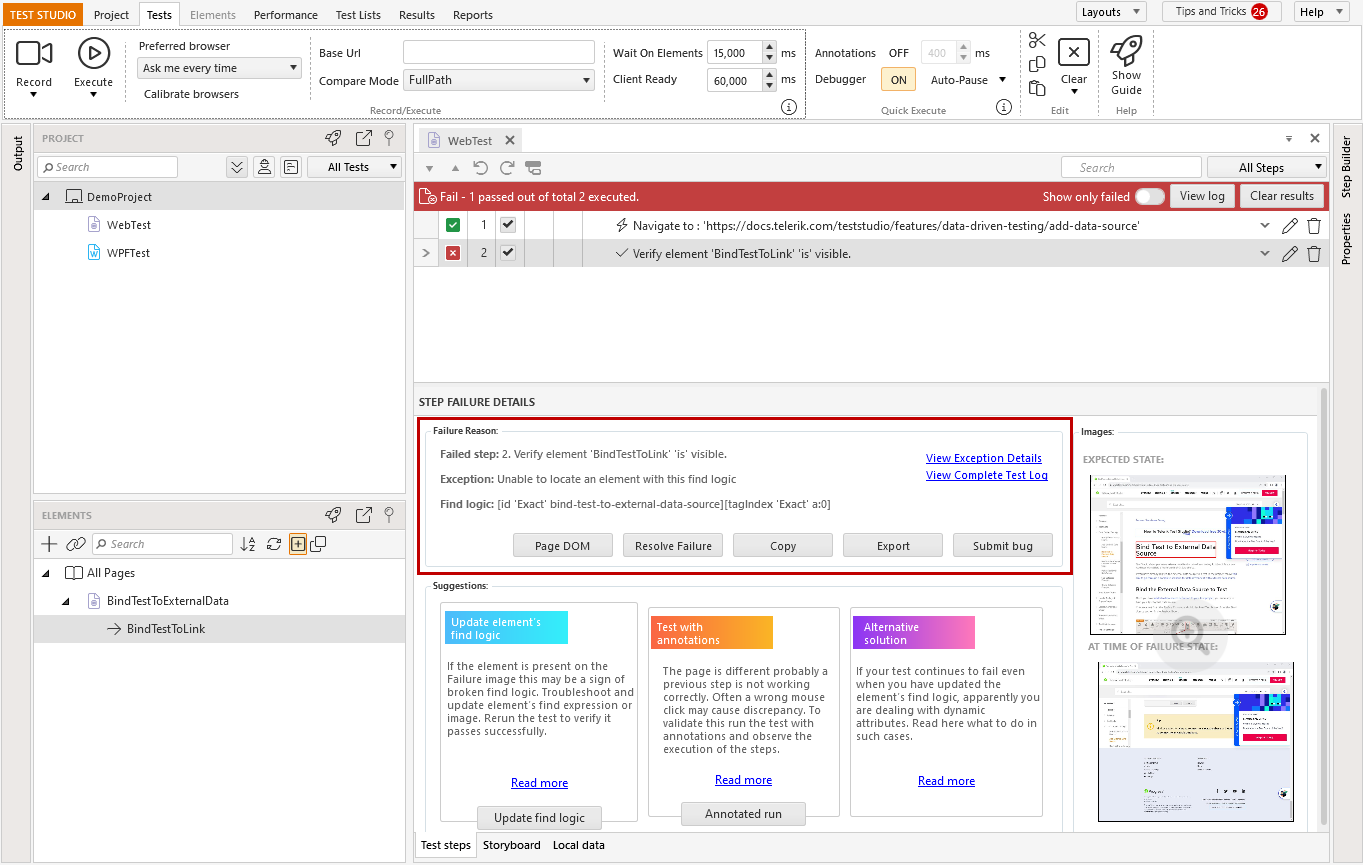 TEST STUDIO Project Tests Elements Performance Test Lists Results Reports Layouts Tips and Tricks 26 Help
Record
Execute
Preferred browser
Ask me every time
Calibrate browsers
Base Url
Compare Mode FullPath
Wait On Elements 15,000 ms
Client Ready 60,000 ms
Record/Execute
Annotations OFF 400 ms
Debugger ON Auto-Pause
Quick Execute
Clear
Edit
Show
Guide
Help
Output
PROJECT
Search
All Tests
DemoProject
WebTest
WPFTest
ELEMENTS
Search
All Pages
BindTestToExternalData
BindTestToLink
WebTest
Search
All Steps
Fail - 1 passed out of total 2 executed.
Show only failed View log Clear results
1 Navigate to : 'https://docs.telerik.com/teststudio/features/data-driven-testing/add-data-source'
2 Verify element 'BindTestToLink' 'is' visible.
STEP FAILURE DETAILS
Failure Reason:
Failed step: 2. Verify element 'BindTestToLink' 'is' visible.
Exception: Unable to locate an element with this find logic
Find logic: [id 'Exact' bind-test-to-external-data-source][tagIndex 'Exact' a:0]
View Exception Details
View Complete Test Log
Page DOM Resolve Failure Copy Export Submit bug
Suggestions:
Update element's
find logic
If the element is present on the
Failure image this may be a sign of
broken find logic. Troubleshoot and
update element's find expression or
image. Rerun the test to verify it
passes successfully.
Read more
Update find logic
Test with
annotations
The page is different probably a
previous step is not working
correctly. Often a wrong mouse
click may cause discrepancy. To
validate this run the test with
annotations and observe the
execution of the steps.
Read more
Annotated run
Alternative
solution
If your test continues to fail even
when you have updated the
element's find logic, apparently you
are dealing with dynamic
attributes. Read here what to do in
such cases.
Read more
Images:
EXPECTED STATE:
Bind Test to External Data
Source
Bind the External Data Source to Test
AT TIME OF FAILURE STATE:
Test steps Storyboard Local data
Step Builder
Properties